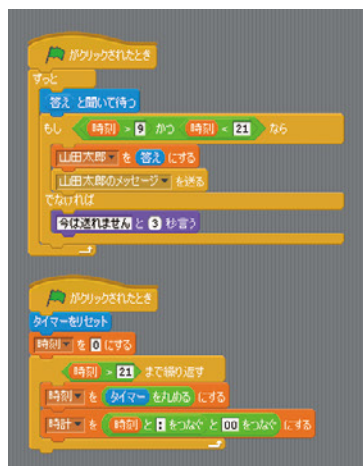 がクリックされたとき
ずっと
答え と聞いて待つ
もし 時刻 > 9 かつ 時刻 < 21 なら
山田太郎 を 答え にする
山田太郎のメッセージ を送る
でなければ
今は送れません と 3 秒言う
がクリックされたとき
タイマーをリセット
時刻 を 0 にする
時刻 > 21 まで繰り返す
時刻 を タイマー を丸める にする
時計 を 時刻 と : をつなぐ と 00 をつなぐ にする